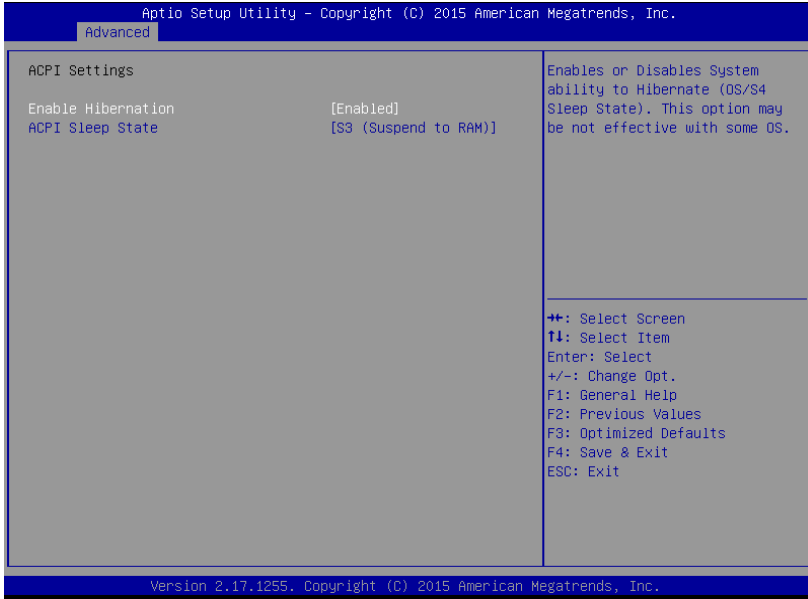 Aptio Setup Utility – Copyright (C) 2015 American Megatrends, Inc.
Advanced
ACPI Settings
Enable Hibernation [Enabled]
ACPI Sleep State [S3 (Suspend to RAM)]
Enables or Disables System
ability to Hibernate (OS/S4
Sleep State). This option may
be not effective with some OS.
→←: Select Screen
↑↓: Select Item
Enter: Select
+/-: Change Opt.
F1: General Help
F2: Previous Values
F3: Optimized Defaults
F4: Save & Exit
ESC: Exit
Version 2.17.1255. Copyright (C) 2015 American Megatrends, Inc.